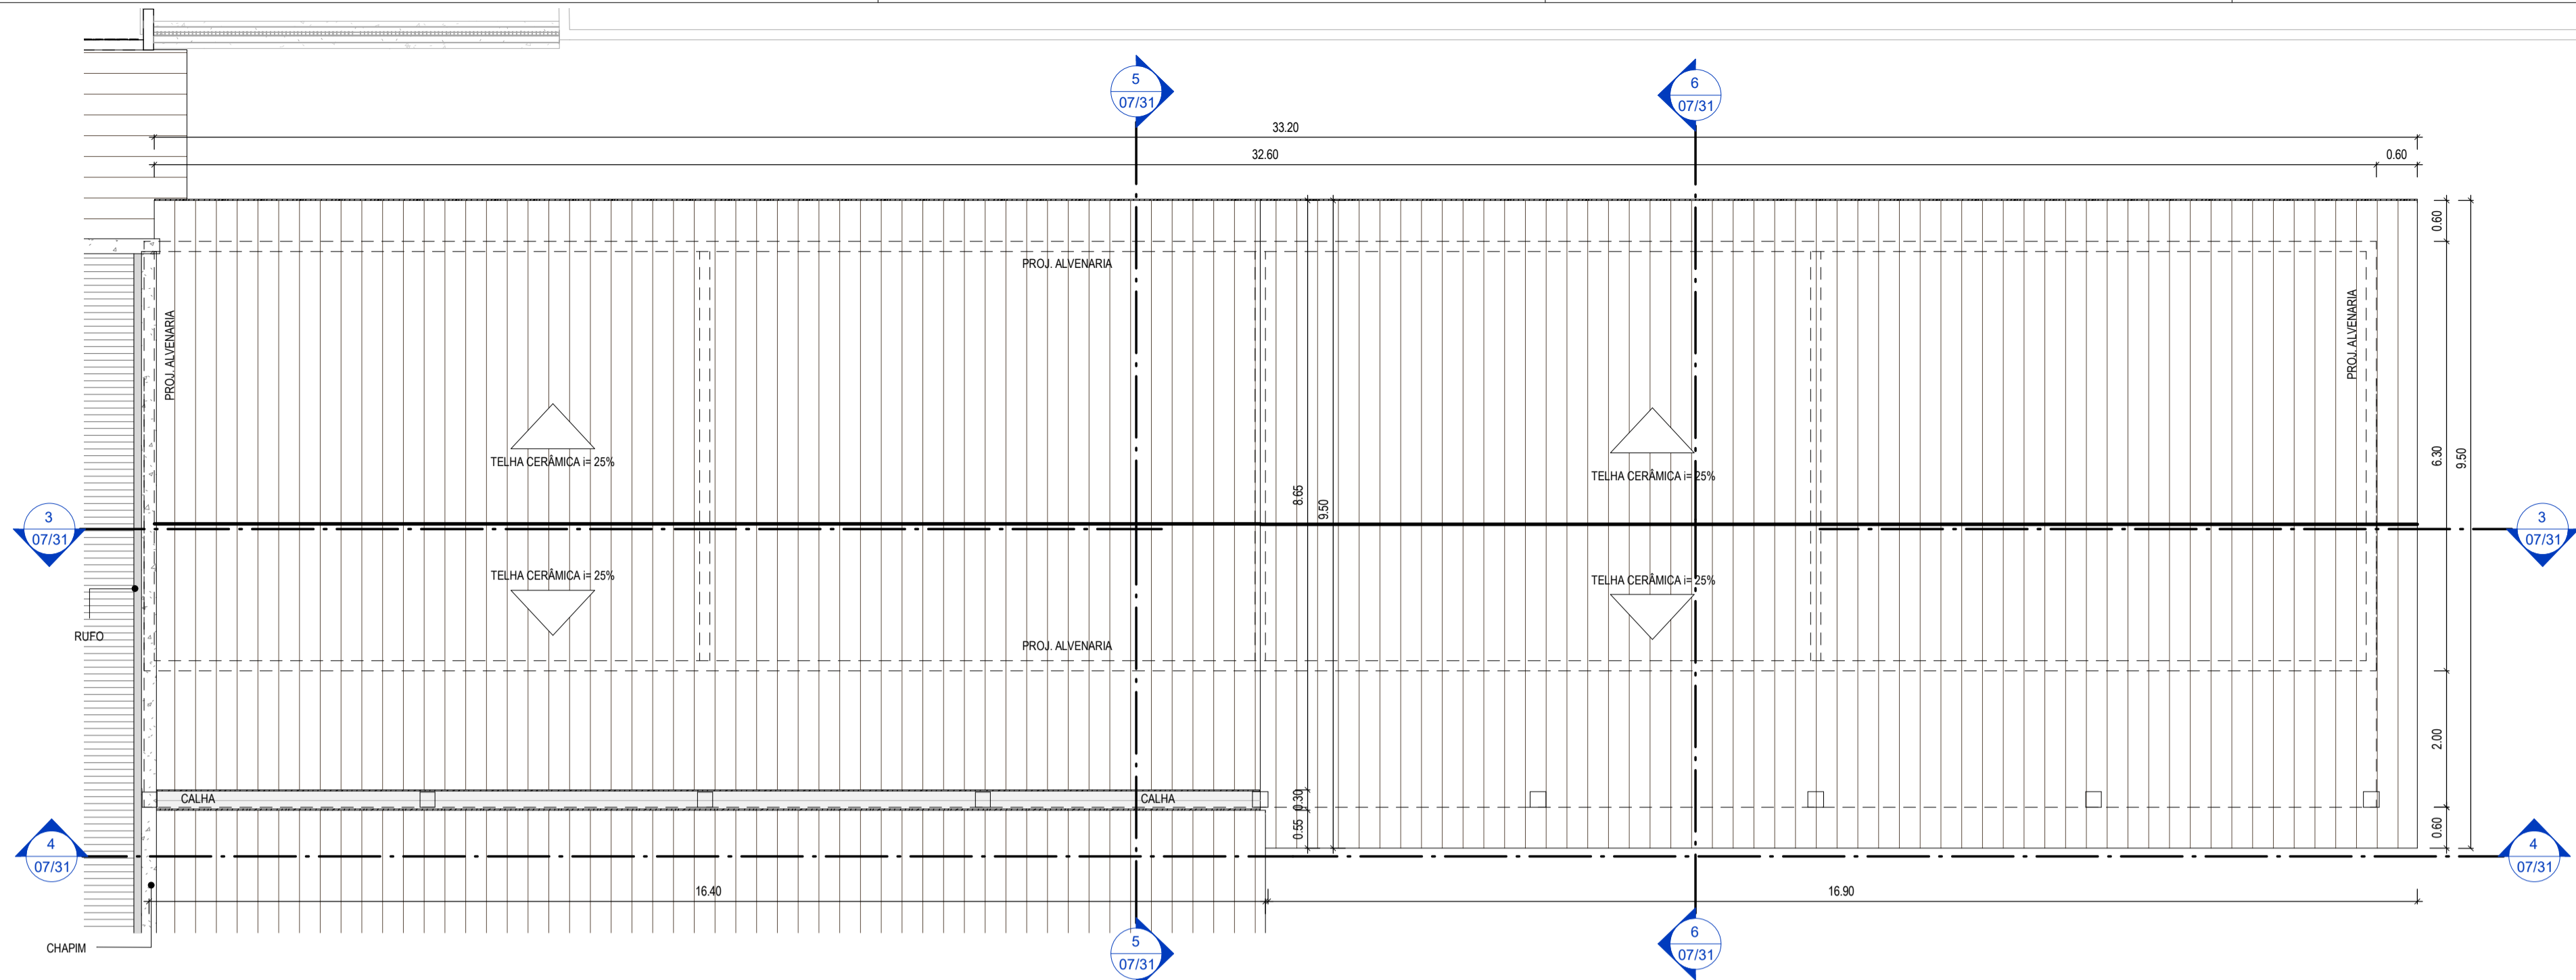 5
07/31
6
07/31
33.20
32.60
0.60
0.60
PROJ. ALVENARIA
PROJ. ALVENARIA
PROJ. ALVENARIA
TELHA CERÂMICA i= 25%
TELHA CERÂMICA i= 25%
8.65
9.50
6.30
9.50
3
07/31
3
07/31
TELHA CERÂMICA i= 25%
TELHA CERÂMICA i= 25%
RUFO
PROJ. ALVENARIA
2.00
CALHA
CALHA
0.30
0.55
0.60
4
07/31
4
07/31
16.40
16.90
CHAPIM
5
07/31
6
07/31